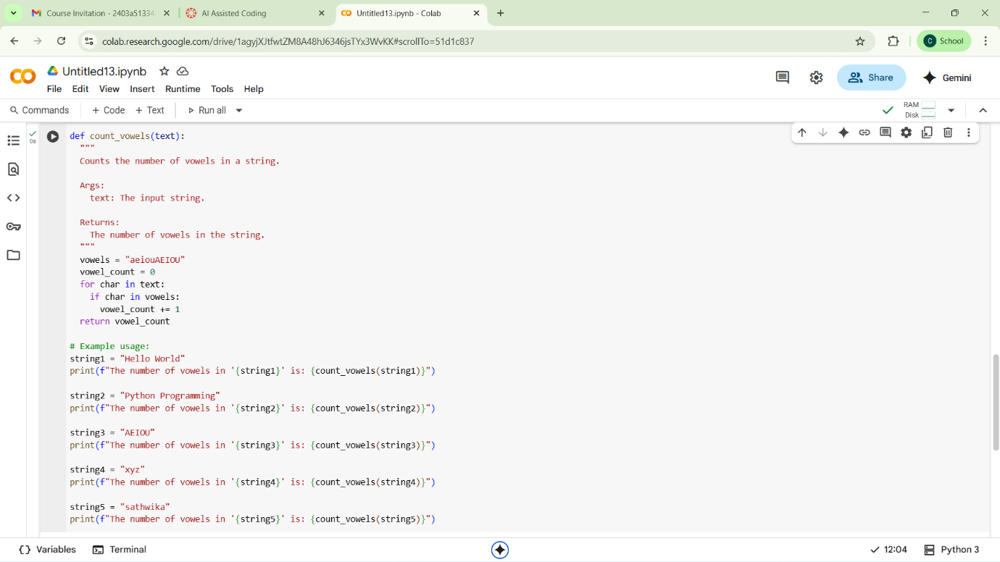 Course Invitation - 2403a51334
AI Assisted Coding
Untitled13.ipynb - Colab
colab.research.google.com/drive/1agyjXJtfwtZM8A48hJ6346jsTYx3WvKK#scrollTo=51d1c837
C School
Untitled13.ipynb
File Edit View Insert Runtime Tools Help
Share
Gemini
Commands + Code + Text Run all
RAM
Disk
0s
def count_vowels(text):
"""
Counts the number of vowels in a string.
Args:
text: The input string.
Returns:
The number of vowels in the string.
"""
vowels = "aeiouAEIOU"
vowel_count = 0
for char in text:
if char in vowels:
vowel_count += 1
return vowel_count
# Example usage:
string1 = "Hello World"
print(f"The number of vowels in '{string1}' is: {count_vowels(string1)}")
string2 = "Python Programming"
print(f"The number of vowels in '{string2}' is: {count_vowels(string2)}")
string3 = "AEIOU"
print(f"The number of vowels in '{string3}' is: {count_vowels(string3)}")
string4 = "xyz"
print(f"The number of vowels in '{string4}' is: {count_vowels(string4)}")
string5 = "sathwika"
print(f"The number of vowels in '{string5}' is: {count_vowels(string5)}")
{} Variables Terminal
12:04 Python 3